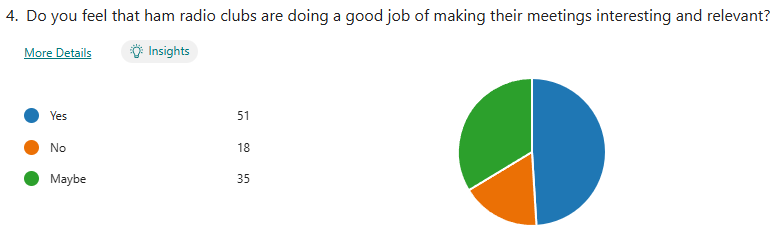 4. Do you feel that ham radio clubs are doing a good job of making their meetings interesting and relevant?
More Details Insights
Yes 51
No 18
Maybe 35